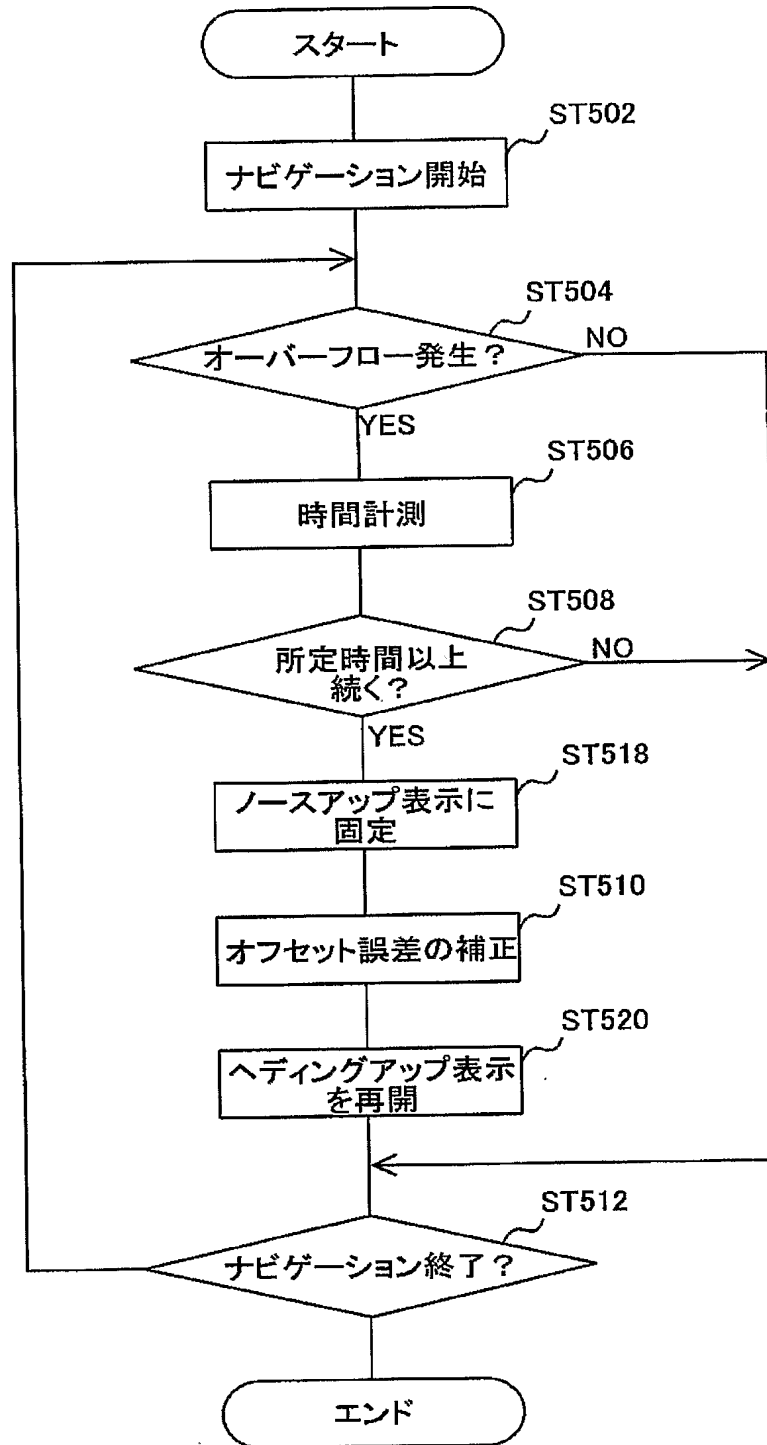 スタート
ST502
ナビゲーション開始
ST504
オーバーフロー発生？
NO
YES
ST506
時間計測
ST508
所定時間以上
続く？
NO
YES
ST518
ノースアップ表示に
固定
ST510
オフセット誤差の補正
ST520
ヘディングアップ表示
を再開
ST512
ナビゲーション終了？
エンド